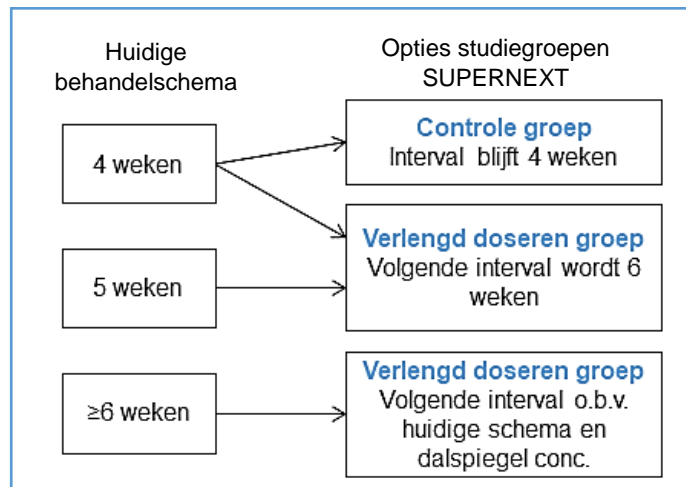 Huidige
behandelschema
Opties studiegroepen
SUPERNEXT
4 weken
Controle groep
Interval blijft 4 weken
Verlengd doseren groep
Volgende interval wordt 6
weken
5 weken
≥6 weken
Verlengd doseren groep
Volgende interval o.b.v.
huidige schema en
dalspiegel conc.